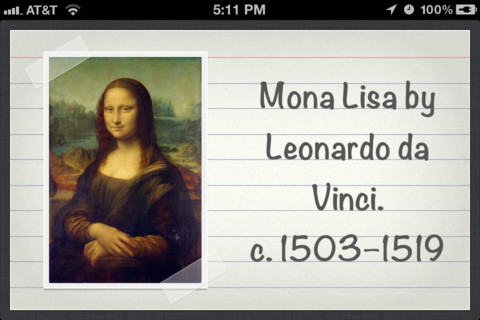 AT&T 5:11 PM 100%
Mona Lisa by
Leonardo da
Vinci.
c. 1503–1519